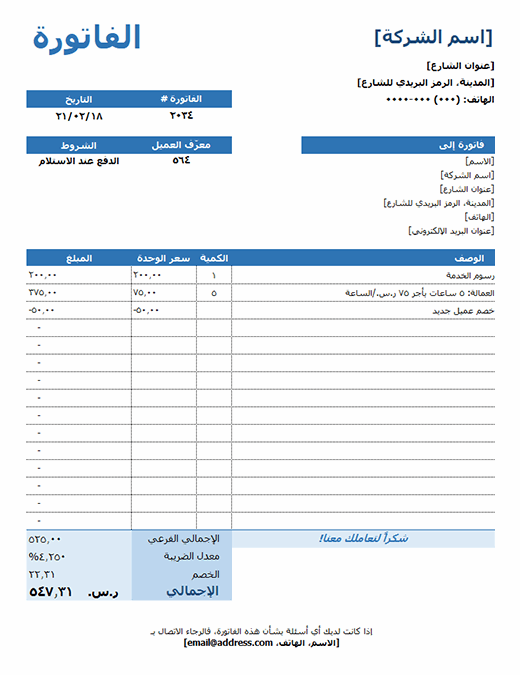 الفاتورة
[اسم الشركة]
[عنوان الشارع]
[المدينة، الرمز البريدي للشارع]
الهاتف: (٠٠٠) ٠٠٠-٠٠٠٠
الفاتورة # التاريخ
٢٠٣٤ ٢١/٠٢/١٨
فاتورة إلى معرّف العميل الشروط
٥٦٤ الدفع عند الاستلام
[الاسم]
[اسم الشركة]
[عنوان الشارع]
[المدينة، الرمز البريدي للشارع]
[الهاتف]
[عنوان البريد الإلكتروني]
الوصف الكمية سعر الوحدة المبلغ
رسوم الخدمة ١ ٢٠٠,٠٠ ٢٠٠,٠٠
العمالة: ٥ ساعات بأجر ٧٥ ر.س./الساعة ٥ ٧٥,٠٠ ٣٧٥,٠٠
خصم عميل جديد -٥٠,٠٠ -٥٠,٠٠
-
-
-
-
-
-
-
-
-
-
-
-
شكراً لتعاملك معنا! الإجمالي الفرعي ٥٢٥,٠٠
معدل الضريبة %٤,٢٥٠
الخصم ٢٢,٣١
الإجمالي ر.س. ٥٤٧,٣١
إذا كانت لديك أي أسئلة بشأن هذه الفاتورة، فالرجاء الاتصال بـ
[الاسم، الهاتف، email@address.com]